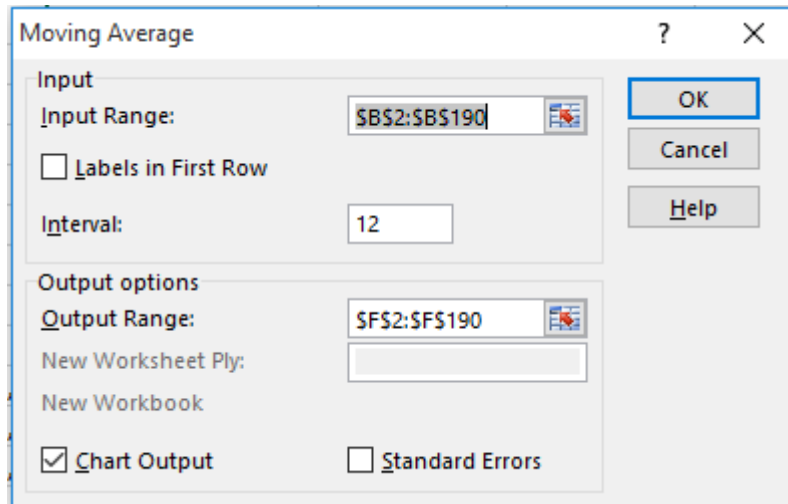 Moving Average ?
Input
Input Range: $B$2:$B$190
Labels in First Row
Interval: 12
OK
Cancel
Help
Output options
Output Range: $F$2:$F$190
New Worksheet Ply:
New Workbook
Chart Output Standard Errors